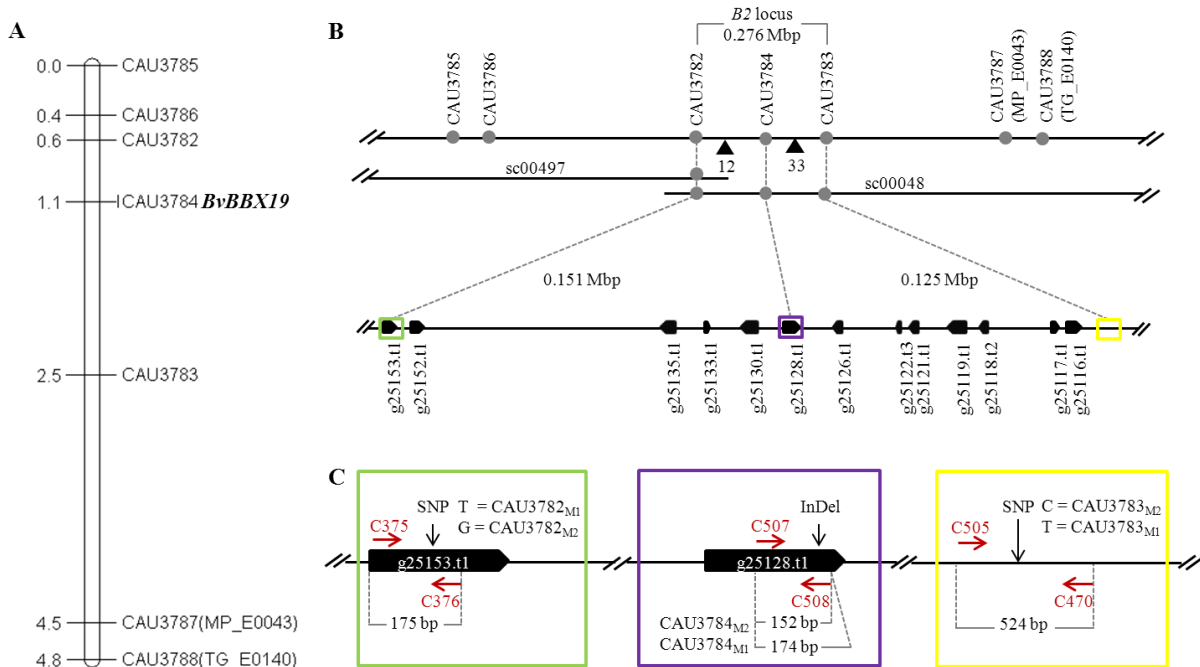 A
0.0 CAU3785
0.4 CAU3786
0.6 CAU3782
1.1 CAU3784 BvBBX19
2.5 CAU3783
4.5 CAU3787(MP_E0043)
4.8 CAU3788(TG_E0140)
B
B2 locus
0.276 Mbp
CAU3785
CAU3786
CAU3782
CAU3784
CAU3783
CAU3787
(MP_E0043)
CAU3788
(TG_E0140)
12
33
sc00497
sc00048
0.151 Mbp
0.125 Mbp
g25153.t1
g25152.t1
g25135.t1
g25133.t1
g25130.t1
g25128.t1
g25126.t1
g25122.t3
g25121.t1
g25119.t1
g25118.t2
g25117.t1
g25116.t1
C
C375
SNP T = CAU3782M1
G = CAU3782M2
g25153.t1
C376
175 bp
C507
InDel
g25128.t1
C508
CAU3784M2 152 bp
CAU3784M1 174 bp
C505
SNP C = CAU3783M2
T = CAU3783M1
C470
524 bp